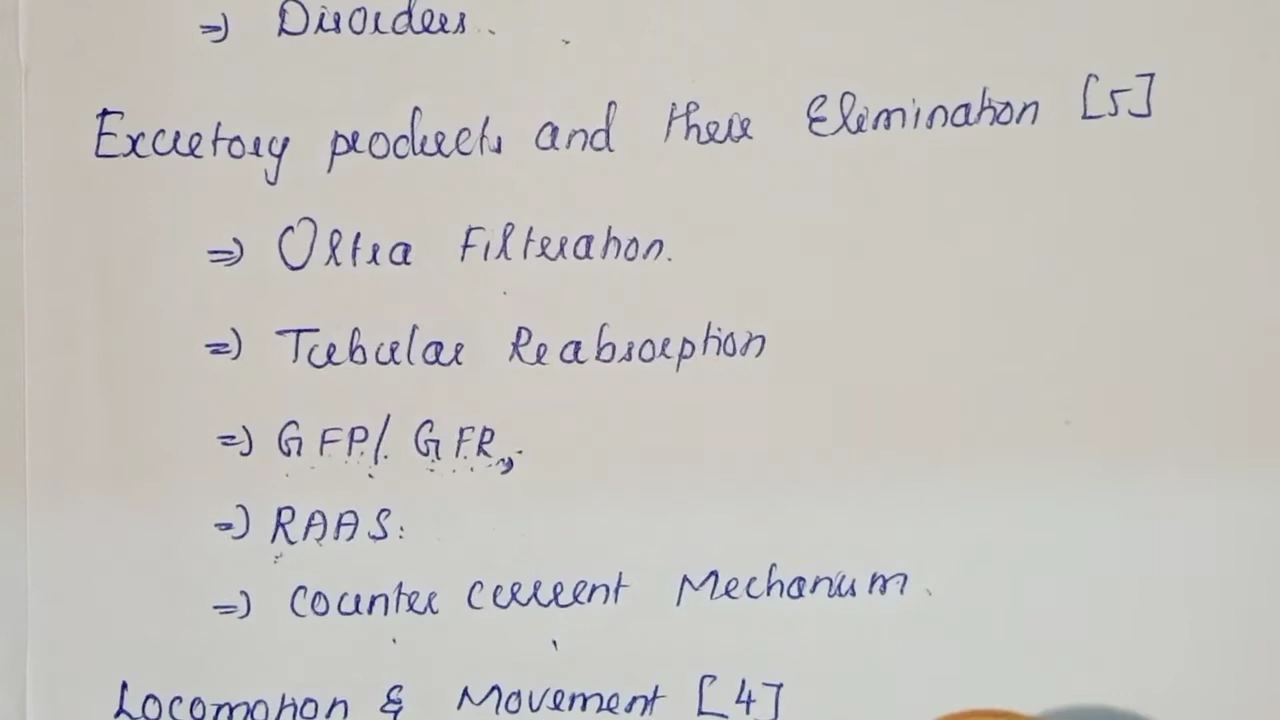 => Disorders.
Excretory products and there Elimination [5]
=> Ultra Filteration.
=> Tubular Reabsorption
=> GFP/ GFR,
=> RAAS.
=> Counter current Mechanism.
Locomotion & Movement [4]